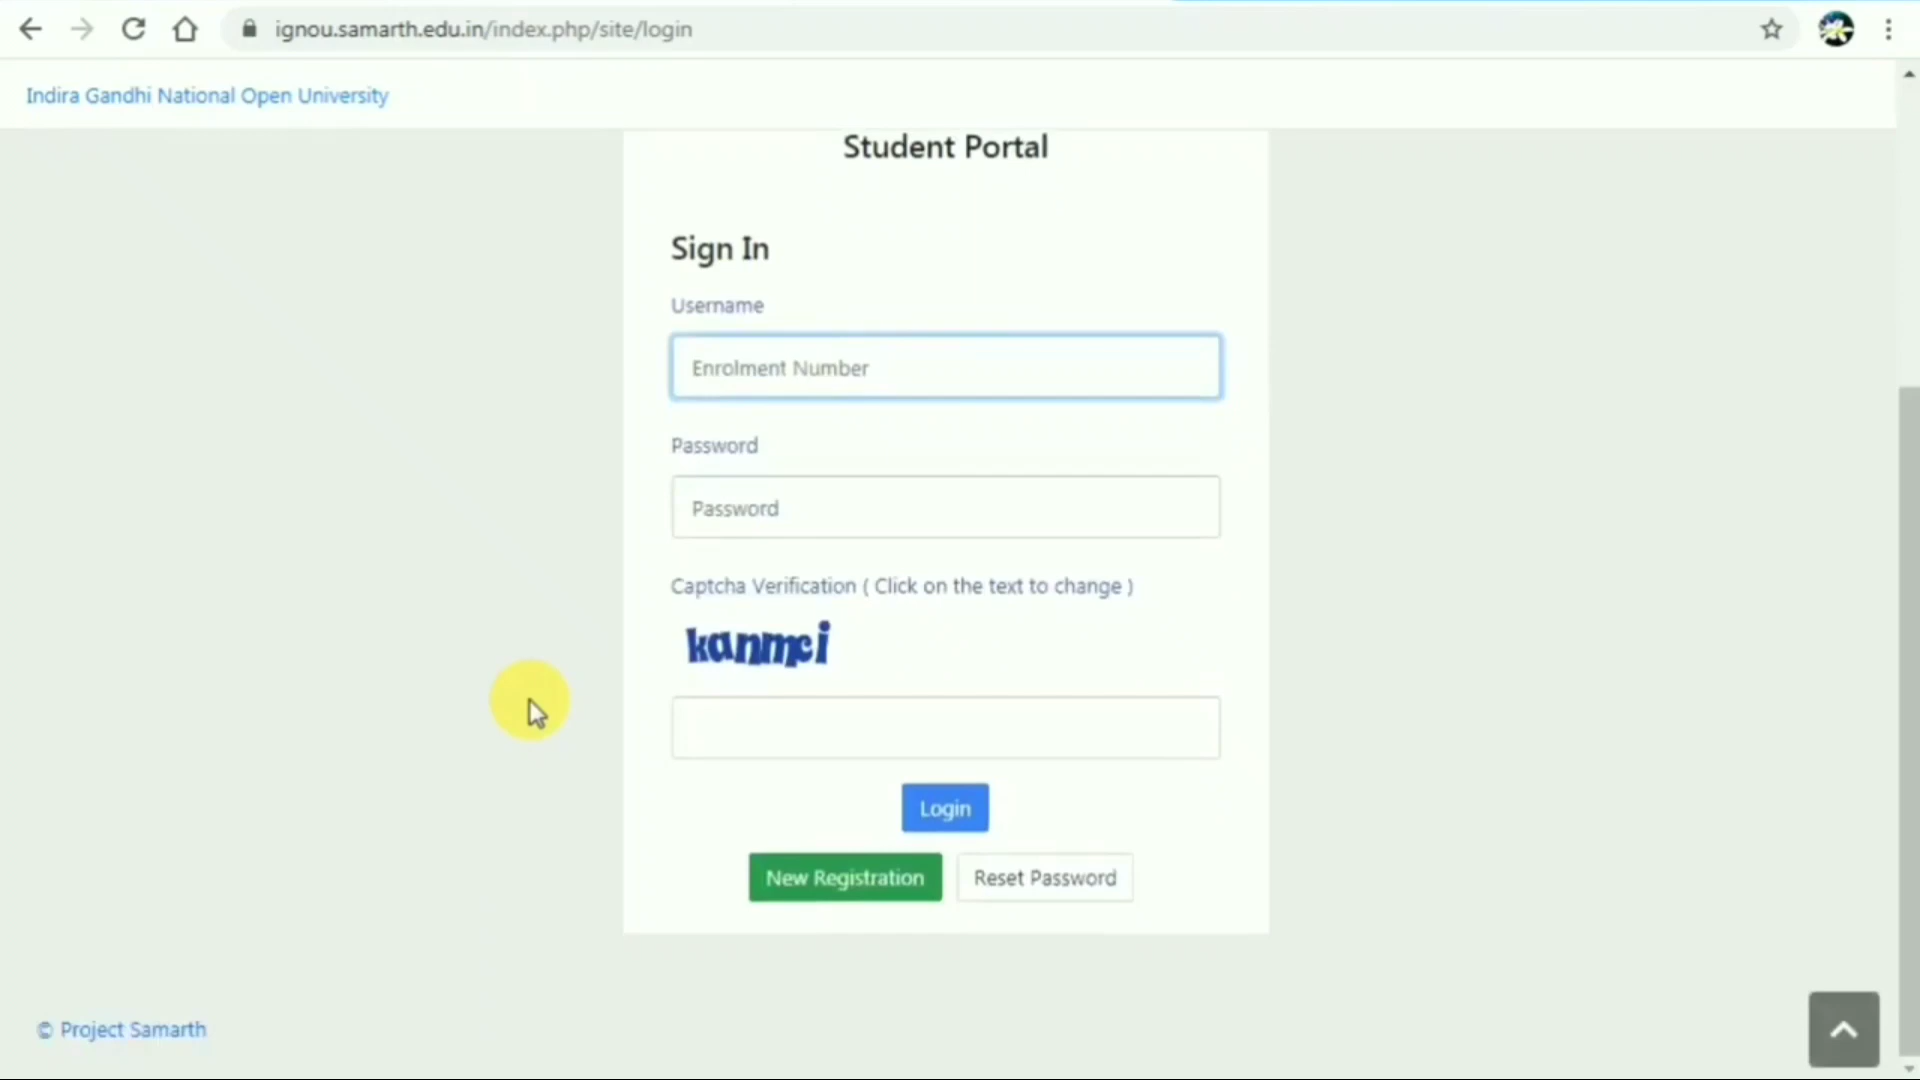 ignou.samarth.edu.in/index.php/site/login
Indira Gandhi National Open University
Student Portal
Sign In
Username
Enrolment Number
Password
Password
Captcha Verification ( Click on the text to change )
kanmci
Login
New Registration Reset Password
© Project Samarth